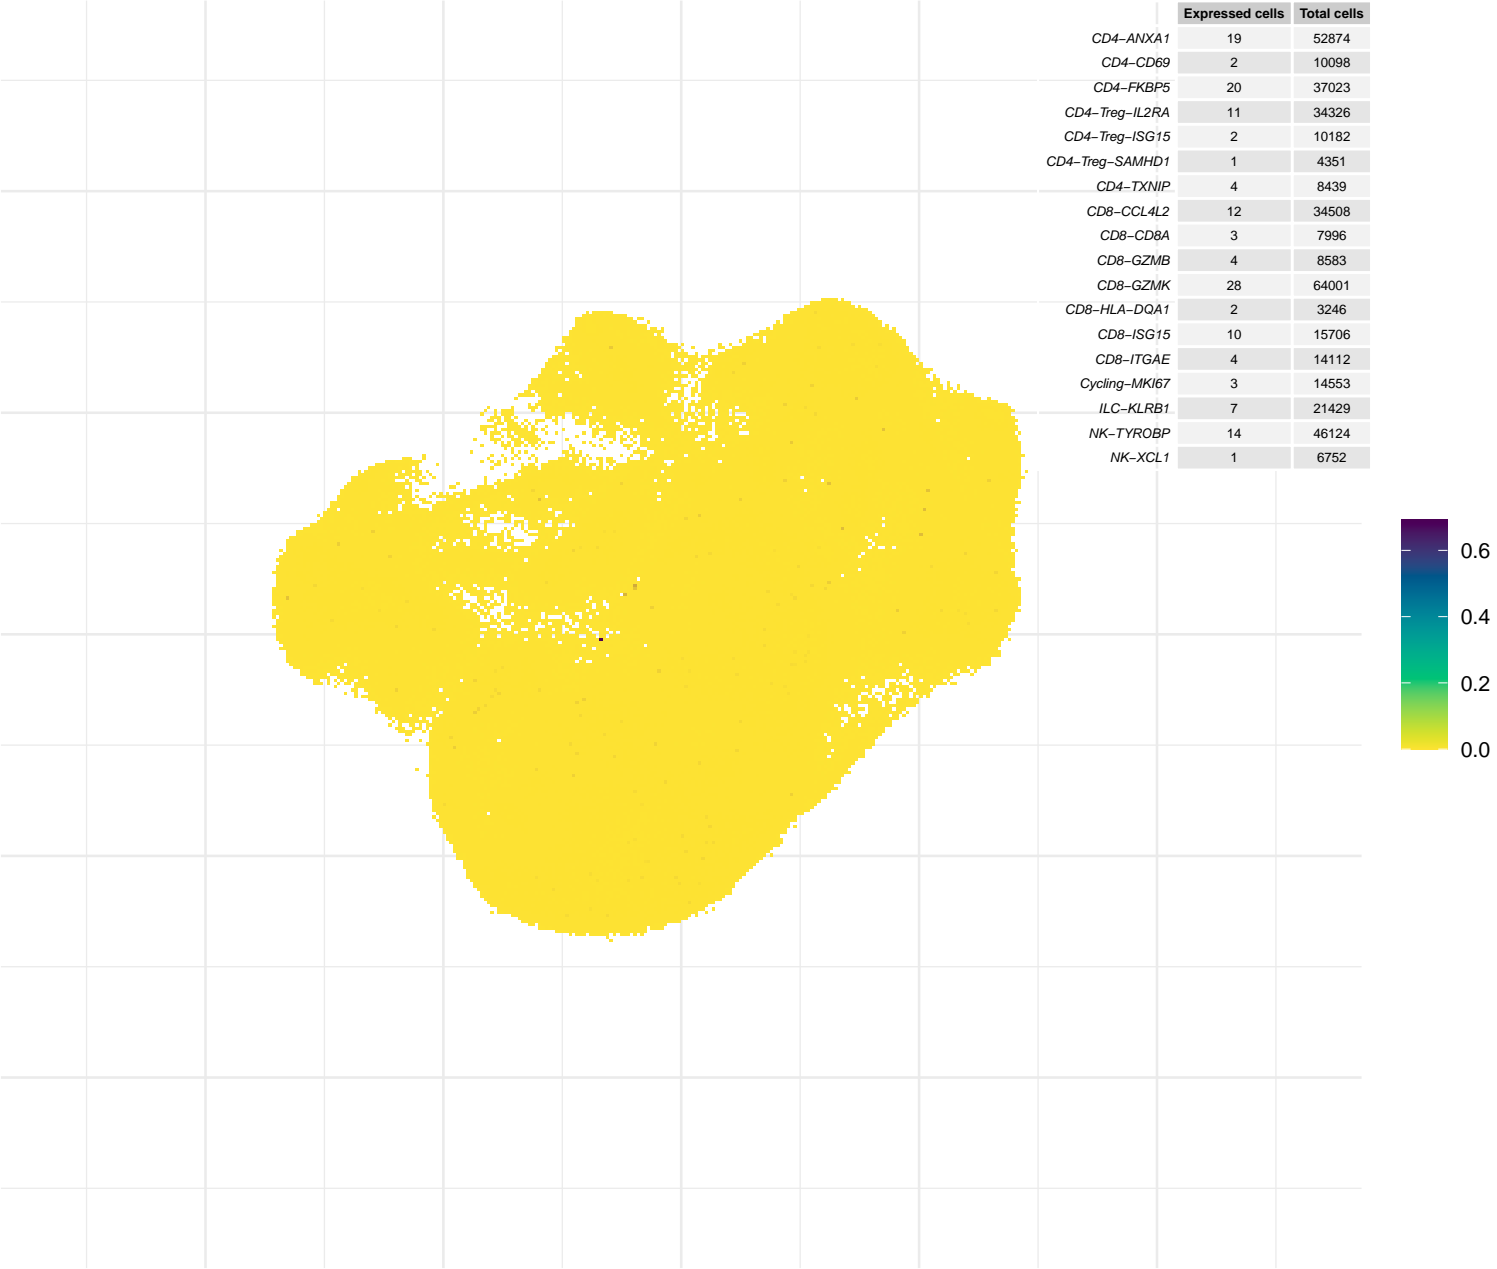 Expressed cells Total cells
CD4−ANXA1 19 52874
CD4−CD69 2 10098
CD4−FKBP5 20 37023
CD4−Treg−IL2RA 11 34326
CD4−Treg−ISG15 2 10182
CD4−Treg−SAMHD1 1 4351
CD4−TXNIP 4 8439
CD8−CCL4L2 12 34508
CD8−CD8A 3 7996
CD8−GZMB 4 8583
CD8−GZMK 28 64001
CD8−HLA−DQA1 2 3246
CD8−ISG15 10 15706
CD8−ITGAE 4 14112
Cycling−MKI67 3 14553
ILC−KLRB1 7 21429
NK−TYROBP 14 46124
NK−XCL1 1 6752
0.6
0.4
0.2
0.0